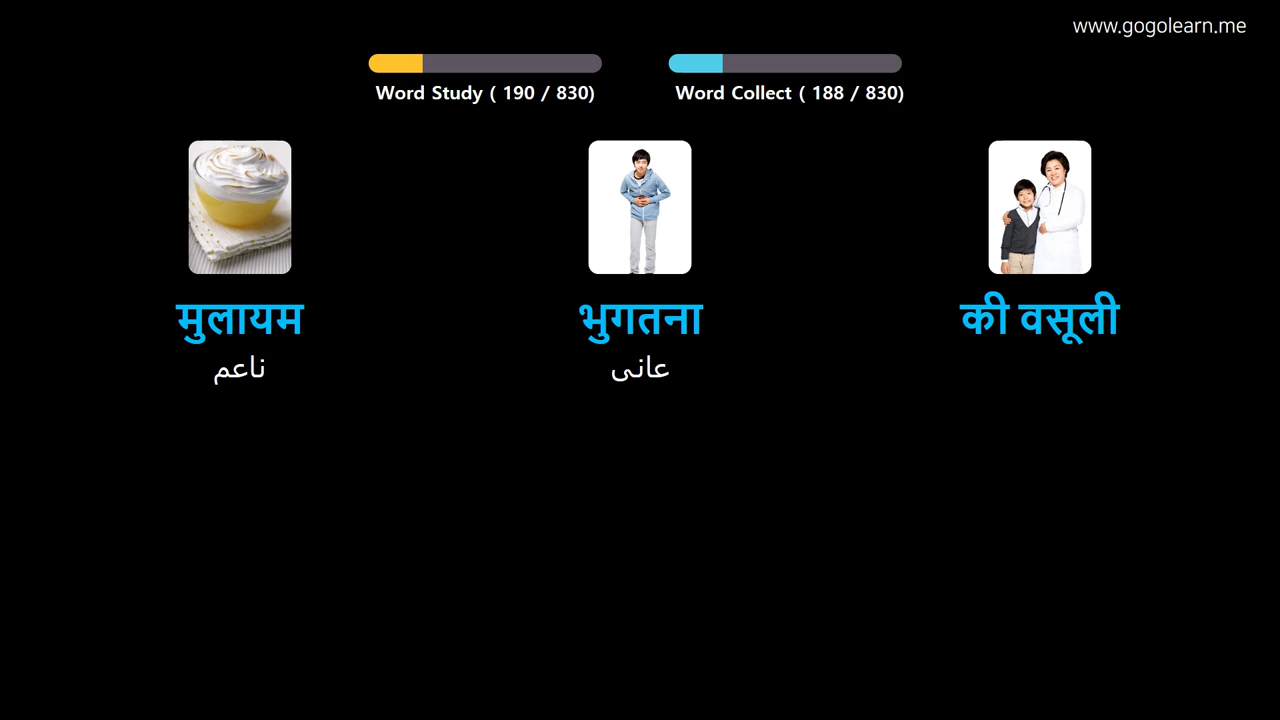 www.gogolearn.me
Word Study ( 190 / 830)
Word Collect ( 188 / 830)
मुलायम
भुगतना
की वसूली
ناعم
عانى